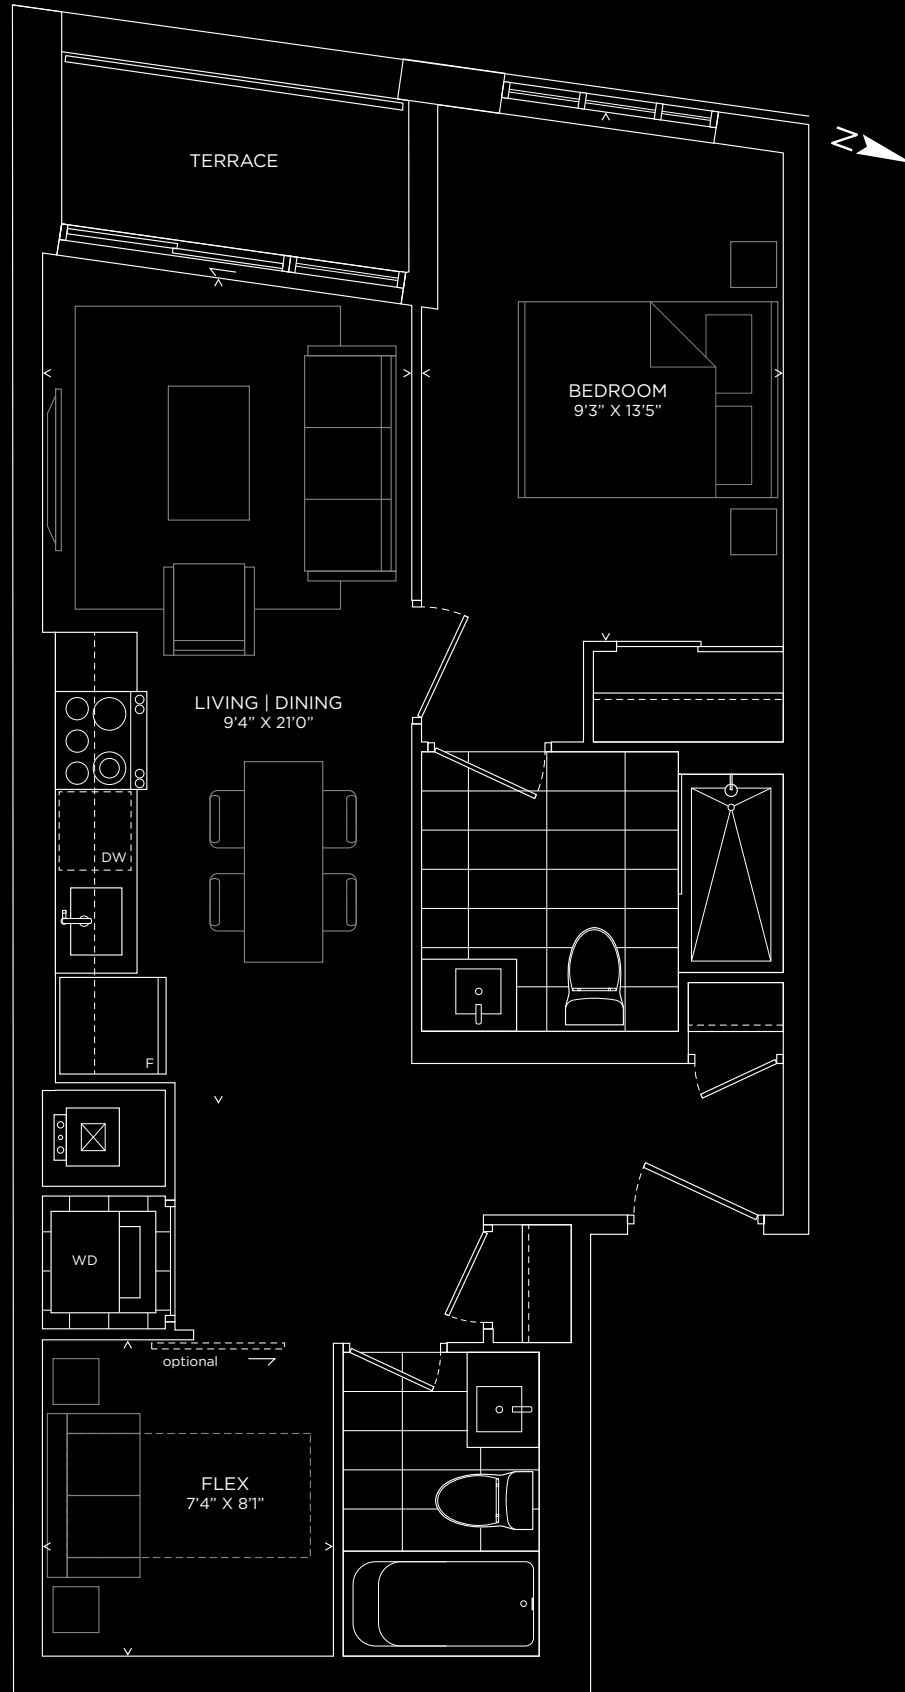 TERRACE
N
BEDROOM
9'3" X 13'5"
LIVING | DINING
9'4" X 21'0"
DW
F
WD
optional
FLEX
7'4" X 8'1"